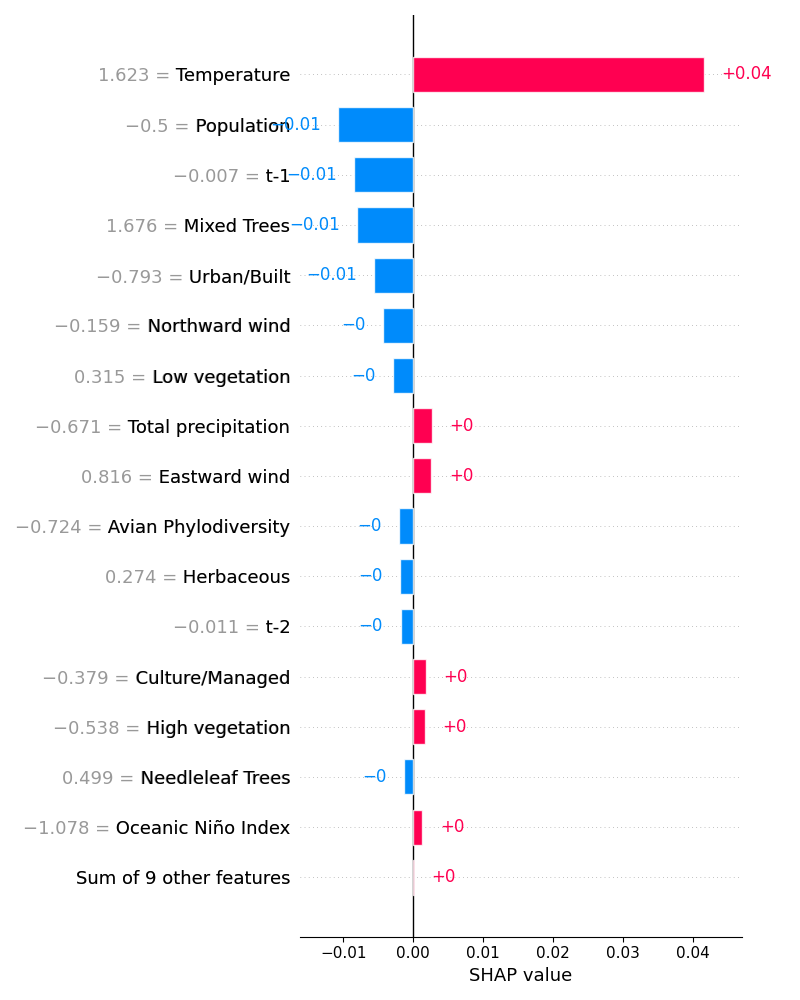 1.623 = Temperature +0.04
−0.5 = Population −0.01
−0.007 = t-1 −0.01
1.676 = Mixed Trees −0.01
−0.793 = Urban/Built −0.01
−0.159 = Northward wind −0
0.315 = Low vegetation −0
−0.671 = Total precipitation +0
0.816 = Eastward wind +0
−0.724 = Avian Phylodiversity −0
0.274 = Herbaceous −0
−0.011 = t-2 −0
−0.379 = Culture/Managed +0
−0.538 = High vegetation +0
0.499 = Needleleaf Trees −0
−1.078 = Oceanic Niño Index +0
Sum of 9 other features +0
−0.01 0.00 0.01 0.02 0.03 0.04
SHAP value